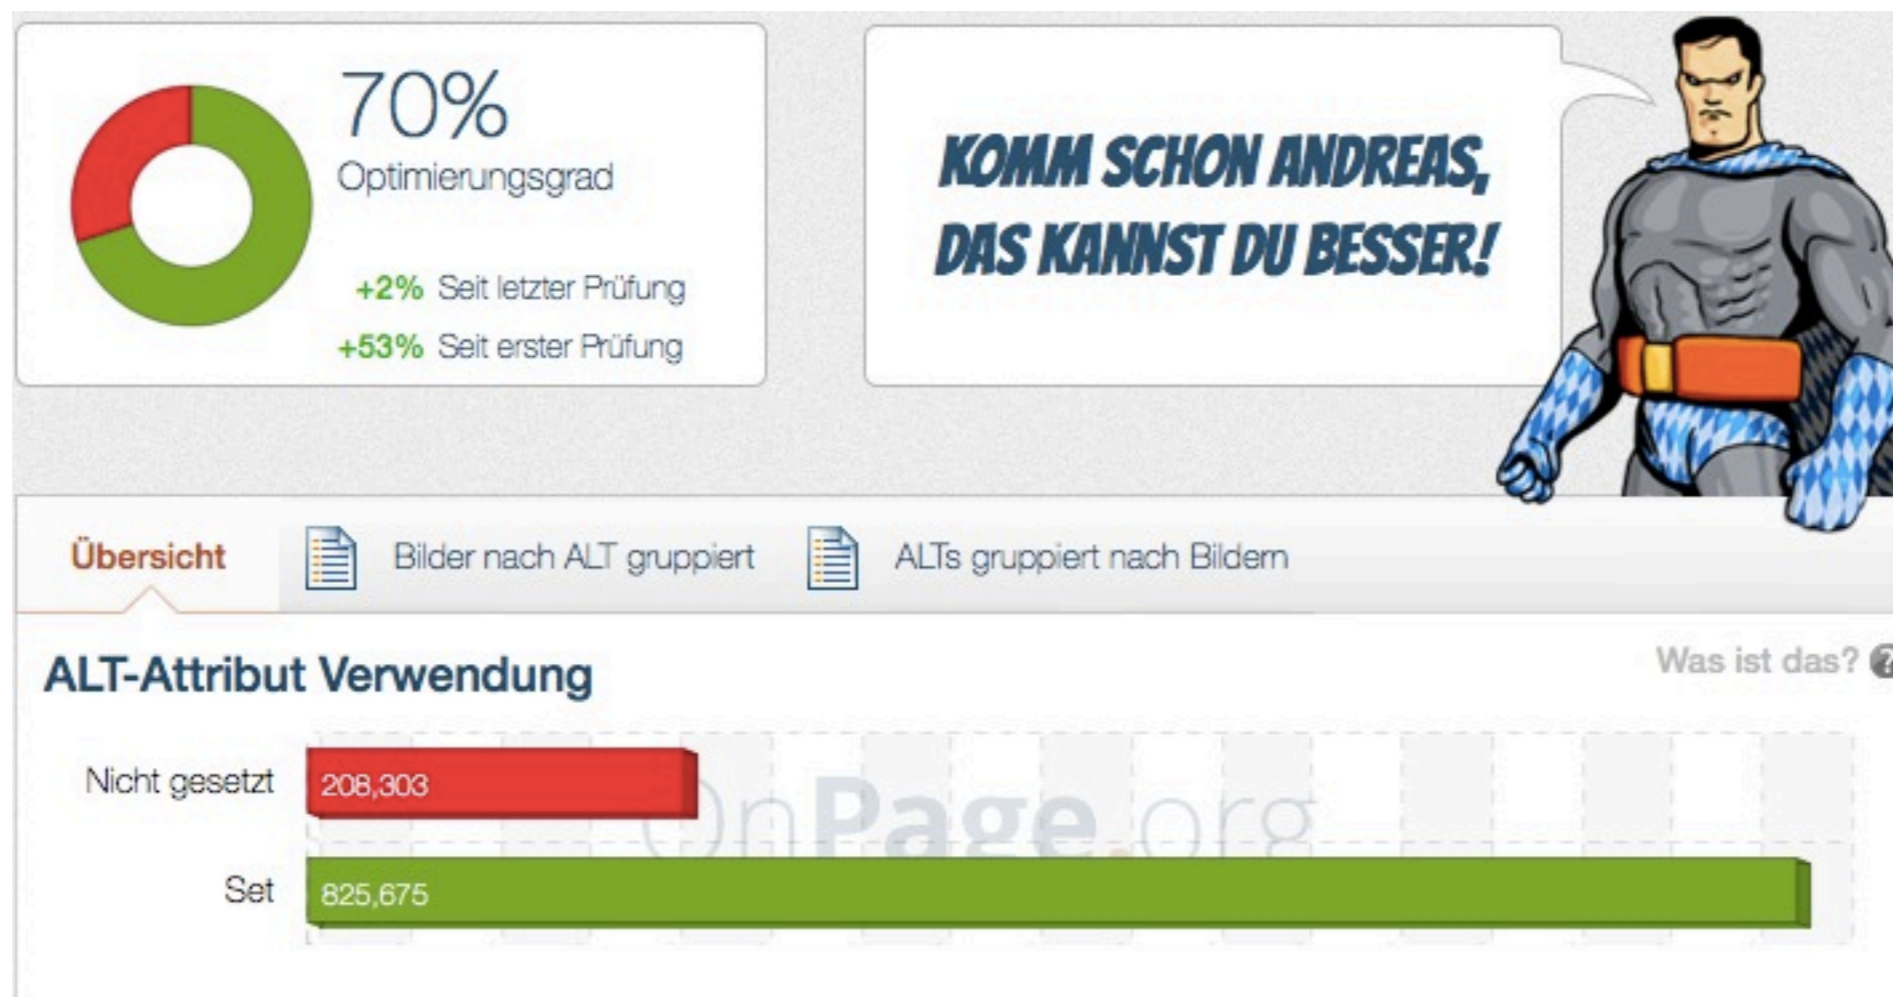 70%
Optimierungsgrad
+2% Seit letzter Prüfung
+53% Seit erster Prüfung
KOMM SCHON ANDREAS,
DAS KANNST DU BESSER!
Übersicht
Bilder nach ALT gruppiert
ALTs gruppiert nach Bildern
ALT-Attribut Verwendung
Was ist das? ?
Nicht gesetzt 208,303
OnPage.org
Set 825,675